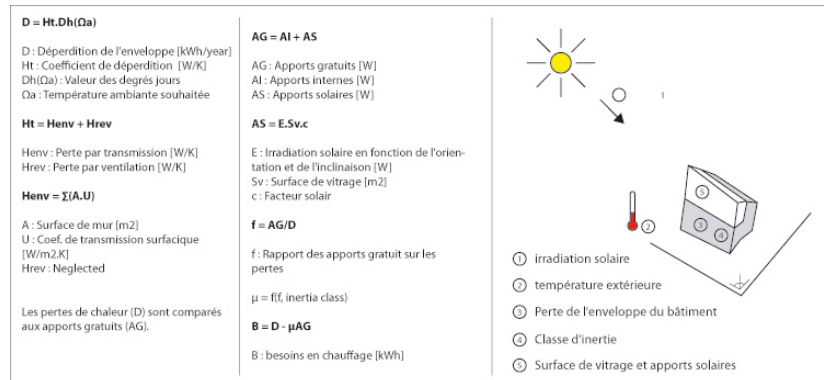 D = Ht.Dh(Ωa)
D : Déperdition de l'enveloppe [kWh/year]
Ht : Coefficient de déperdition [W/K]
Dh(Ωa) : Valeur des degrés jours
Ωa : Température ambiante souhaitée
Ht = Henv + Hrev
Henv : Perte par transmission [W/K]
Hrev : Perte par ventilation [W/K]
Henv = Σ(A.U)
A : Surface de mur [m2]
U : Coef. de transmission surfacique
[W/m2.K]
Hrev : Neglected
Les pertes de chaleur (D) sont comparés
aux apports gratuits (AG).
AG = AI + AS
AG : Apports gratuits [W]
AI : Apports internes [W]
AS : Apports solaires [W]
AS = E.Sv.c
E : Irradiation solaire en fonction de l'orien-
tation et de l'inclinaison [W]
Sv : Surface de vitrage [m2]
c : Facteur solair
f = AG/D
f : Rapport des apports gratuit sur les
pertes
μ = f(f, inertia class)
B = D - μAG
B : besoins en chauffage [kWh]
1
5
3
4
2
1 irradiation solaire
2 température extérieure
3 Perte de l'enveloppe du bâtiment
4 Classe d'inertie
5 Surface de vitrage et apports solaires